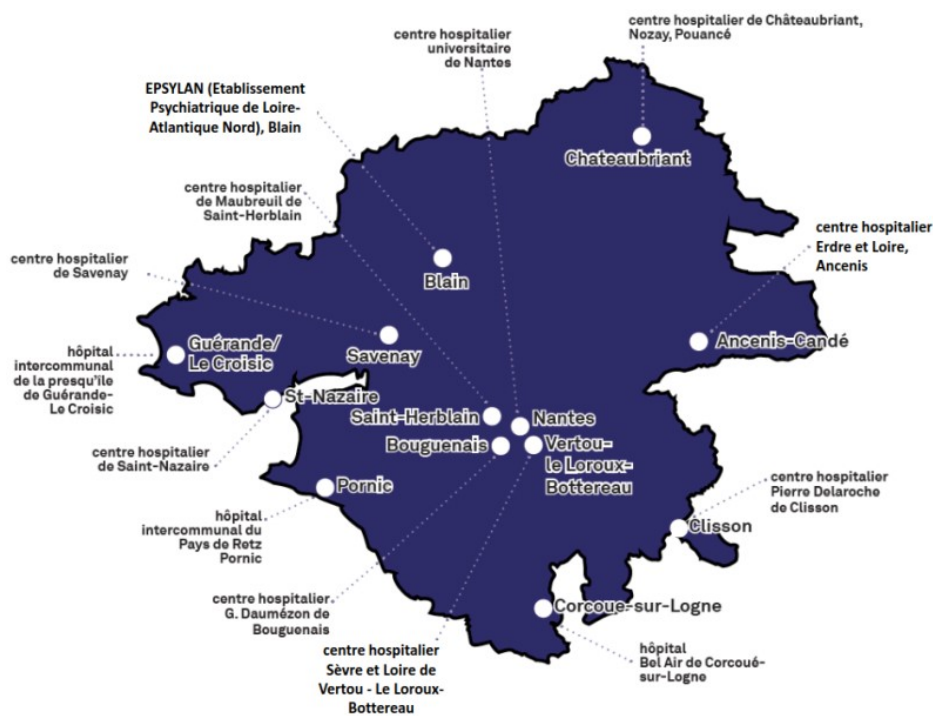 centre hospitalier de Châteaubriant,
Nozay, Pouancé
centre hospitalier
universitaire
de Nantes
EPSYLAN (Etablissement
Psychiatrique de Loire-
Atlantique Nord), Blain
Chateaubriant
centre hospitalier
de Maubreuil de
Saint-Herblain
centre hospitalier
Erdre et Loire,
Ancenis
centre hospitalier
de Savenay
Blain
Guérande/
Le Croisic
Savenay
Ancenis-Candé
hôpital
intercommunal
de la presqu'île
de Guérande-
Le Croisic
St-Nazaire
Saint-Herblain
Nantes
Bouguenais
Vertou-
le Loroux-
Bottereau
centre hospitalier
de Saint-Nazaire
Pornic
centre hospitalier
Pierre Delaroche
de Clisson
Clisson
hôpital
intercommunal du
Pays de Retz
Pornic
centre hospitalier
G. Daumézon de
Bouguenais
Corcoue-sur-Logne
centre hospitalier
Sèvre et Loire de
Vertou - Le Loroux-
Bottereau
hôpital
Bel Air de Corcoué-
sur-Logne